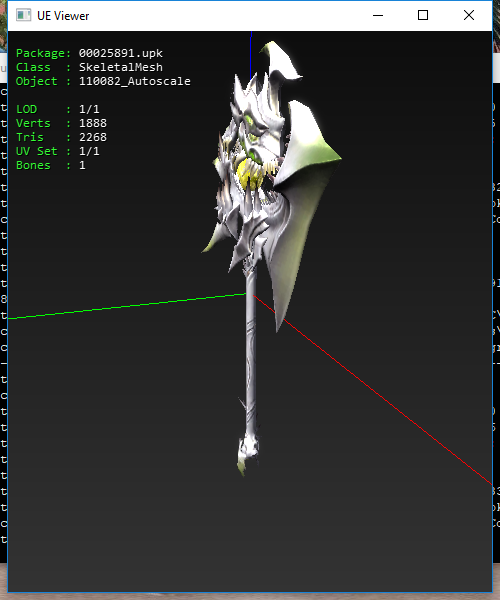 UE Viewer
Package: 00025891.upk
Class  : SkeletalMesh
Object : 110082_Autoscale
LOD    : 1/1
Verts  : 1888
Tris   : 2268
UV Set : 1/1
Bones  : 1